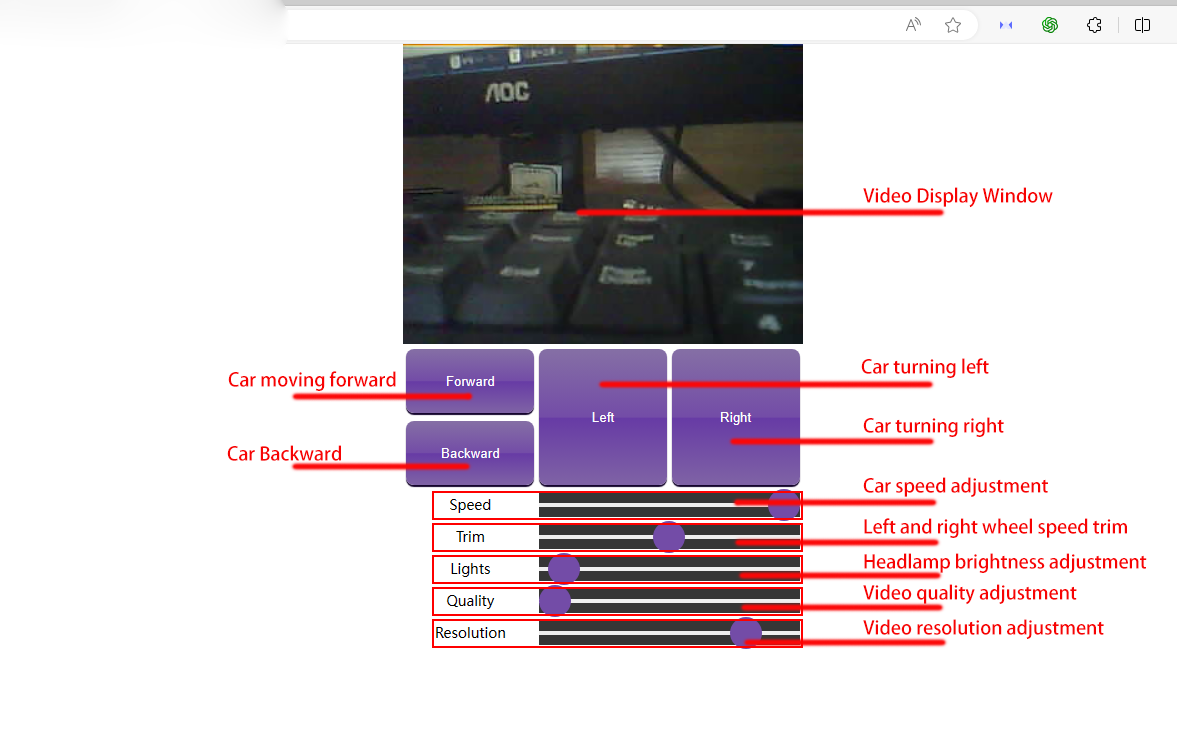 AOC
Video Display Window
Car moving forward
Forward
Left
Right
Car turning left
Car turning right
Car Backward
Backward
Speed
Car speed adjustment
Trim
Left and right wheel speed trim
Lights
Headlamp brightness adjustment
Quality
Video quality adjustment
Resolution
Video resolution adjustment